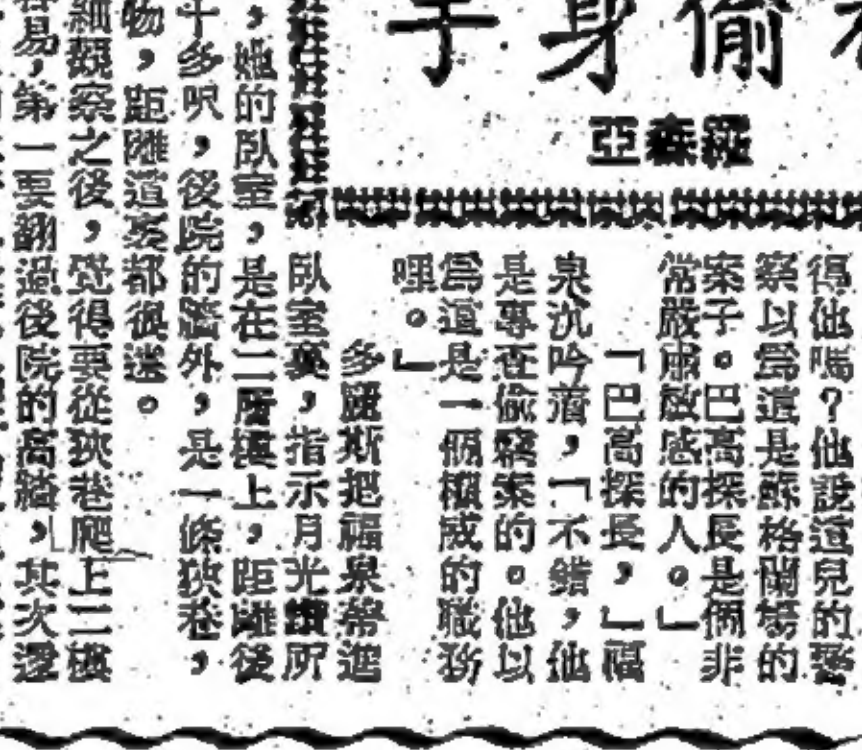 偷身手
亞森羅
得他嗎？他說這兒的警
察以為這是蘇格蘭場的
案子。巴高探長是個非
常嚴肅敏感的人。」
「巴高探長，」福
泉沉吟着，「不錯，他
是專查偷竊案的。他以
為這是一個權威的職務
哩。」
多麗斯把福泉帶進
臥室裏，指示月光鑽所
，她的臥室，是在二層樓上，距離後
十多呎，後院的牆外，是一條狹巷，
物，距離道裏都很遠。
細觀察之後，覺得要從狹巷爬上二樓
容易，第一要翻過後院的高牆，其次還